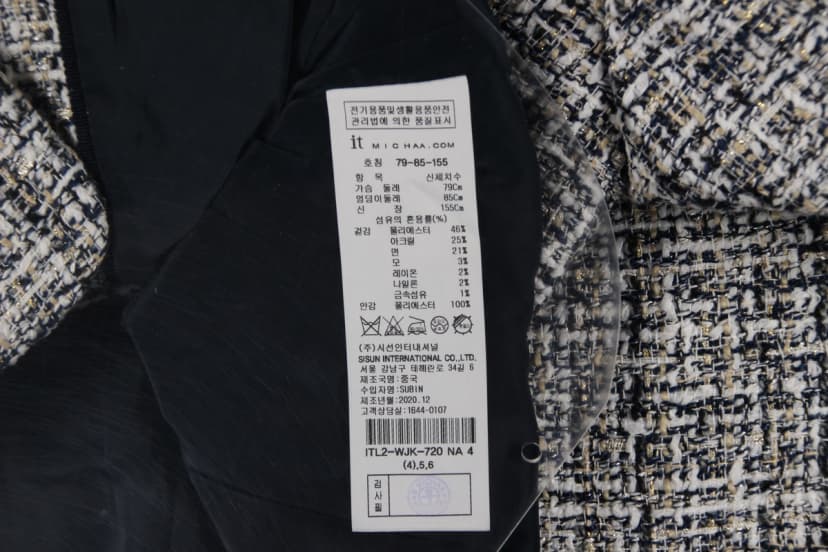 전기용품및생활용품안전
관리법에 의한 품질표시
it MICHAA.COM
호칭 79-85-155
항 목 신체치수
가슴 둘레 79Cm
엉덩이둘레 85Cm
신 장 155Cm
섬유의 혼용률(%)
겉감 폴리에스터 46%
아크릴 25%
면 21%
모 3%
레이온 2%
나일론 2%
금속섬유 1%
안감 폴리에스터 100%
(주)시선인터내셔널
SISUN INTERNATIONAL CO.,LTD.
서울 강남구 테헤란로 34길 6
제조국명:중국
수입자명:SUBIN
제조년월:2020.12
고객상담실:1644-0107
ITL2-WJK-720 NA 4
(4),5,6
검사필